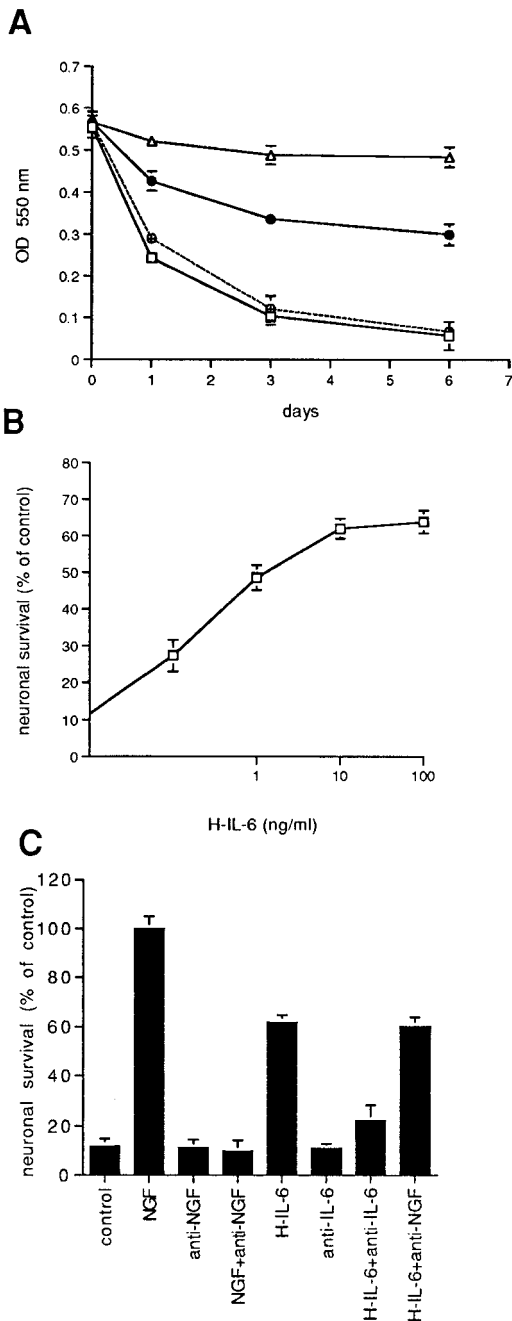 A
0.7
0.6
0.5
0.4
0.3
0.2
0.1
0
OD 550 nm
0 1 2 3 4 5 6 7
days
B
80
70
60
50
40
30
20
10
0
neuronal survival (% of control)
1 10 100
H-IL-6 (ng/ml)
C
120
100
80
60
40
20
0
neuronal survival (% of control)
control
NGF
anti-NGF
NGF+anti-NGF
H-IL-6
anti-IL-6
H-IL-6+anti-IL-6
H-IL-6+anti-NGF